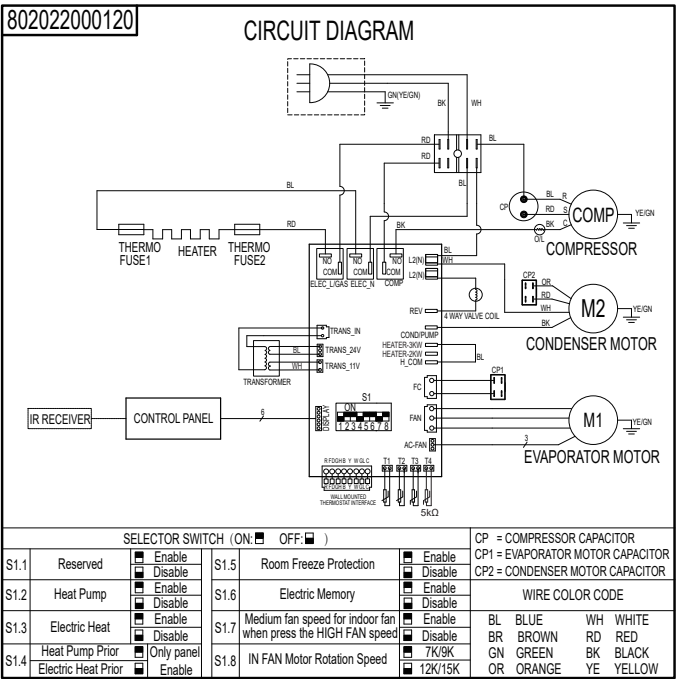 802022000120
CIRCUIT DIAGRAM
GN(YE/GN)
BK
WH
RD
RD
BL
BL
BL
BL
RD
BK
CP
BL R
RD S
BK C
O/L
COMP
YE/GN
COMPRESSOR
THERMO
FUSE1
HEATER
THERMO
FUSE2
NO
COM
NO
COM
NO
COM
ELEC_L/GAS
ELEC_N
COMP
L2(N)
BL
WH
L2(N)
REV
4 WAY VALVE COIL
CP2
OR
RD
WH
BK
M2
YE/GN
CONDENSER MOTOR
TRANS_IN
TRANS_24V
TRANS_11V
BL
WH
TRANSFORMER
COND/PUMP
HEATER-3KW
HEATER-2KW
H_COM
BL
FC
CP1
FAN
M1
YE/GN
AC-FAN
3
EVAPORATOR MOTOR
IR RECEIVER
CONTROL PANEL
6
DISPLAY
S1
ON
1 2 3 4 5 6 7 8
R FDGHB Y WGLC
R FDGHB Y WGLC
WALL MOUNTED
THERMOSTAT INTERFACE
T1 T2 T3 T4
5kΩ
SELECTOR SWITCH (ON: OFF: )
S1.1 Reserved Enable
Disable
S1.2 Heat Pump Enable
Disable
S1.3 Electric Heat Enable
Disable
S1.4 Heat Pump Prior Only panel
Electric Heat Prior Enable
S1.5 Room Freeze Protection Enable
Disable
S1.6 Electric Memory Enable
Disable
S1.7 Medium fan speed for indoor fan Enable
when press the HIGH FAN speed Disable
S1.8 IN FAN Motor Rotation Speed 7K/9K
12K/15K
CP = COMPRESSOR CAPACITOR
CP1 = EVAPORATOR MOTOR CAPACITOR
CP2 = CONDENSER MOTOR CAPACITOR
WIRE COLOR CODE
BL BLUE WH WHITE
BR BROWN RD RED
GN GREEN BK BLACK
OR ORANGE YE YELLOW